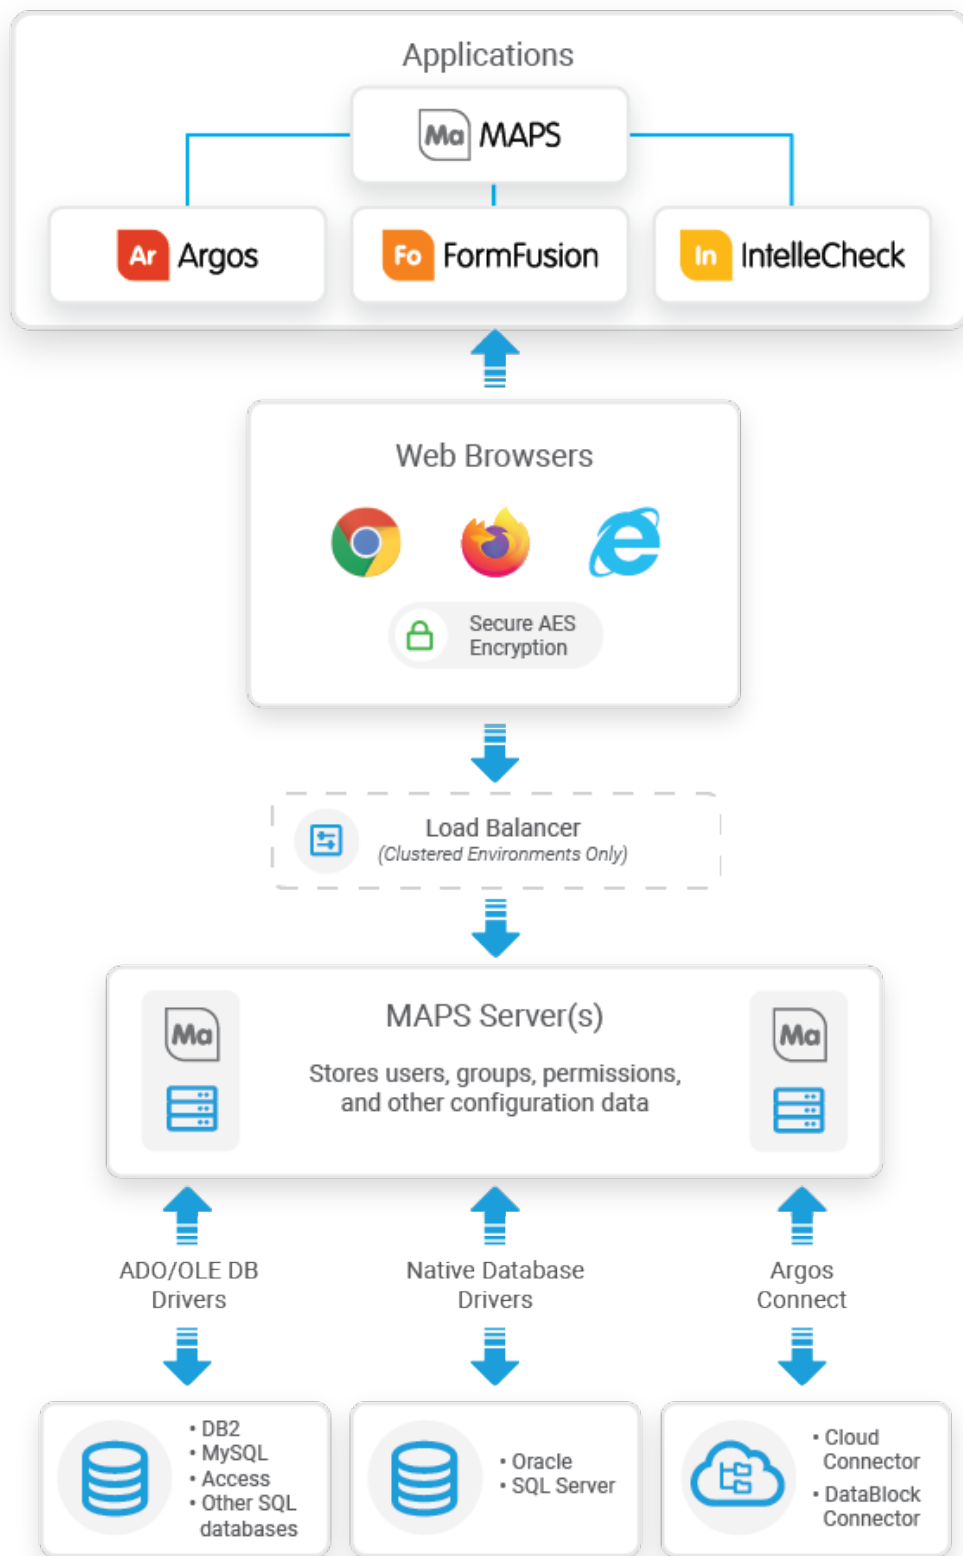 Applications
Ma MAPS
Ar Argos
Fo FormFusion
In IntelleCheck
Web Browsers
Secure AES
Encryption
Load Balancer
(Clustered Environments Only)
Ma
MAPS Server(s)
Ma
Stores users, groups, permissions,
and other configuration data
ADO/OLE DB
Drivers
Native Database
Drivers
Argos
Connect
• DB2
• MySQL
• Access
• Other SQL
databases
• Oracle
• SQL Server
• Cloud
Connector
• DataBlock
Connector